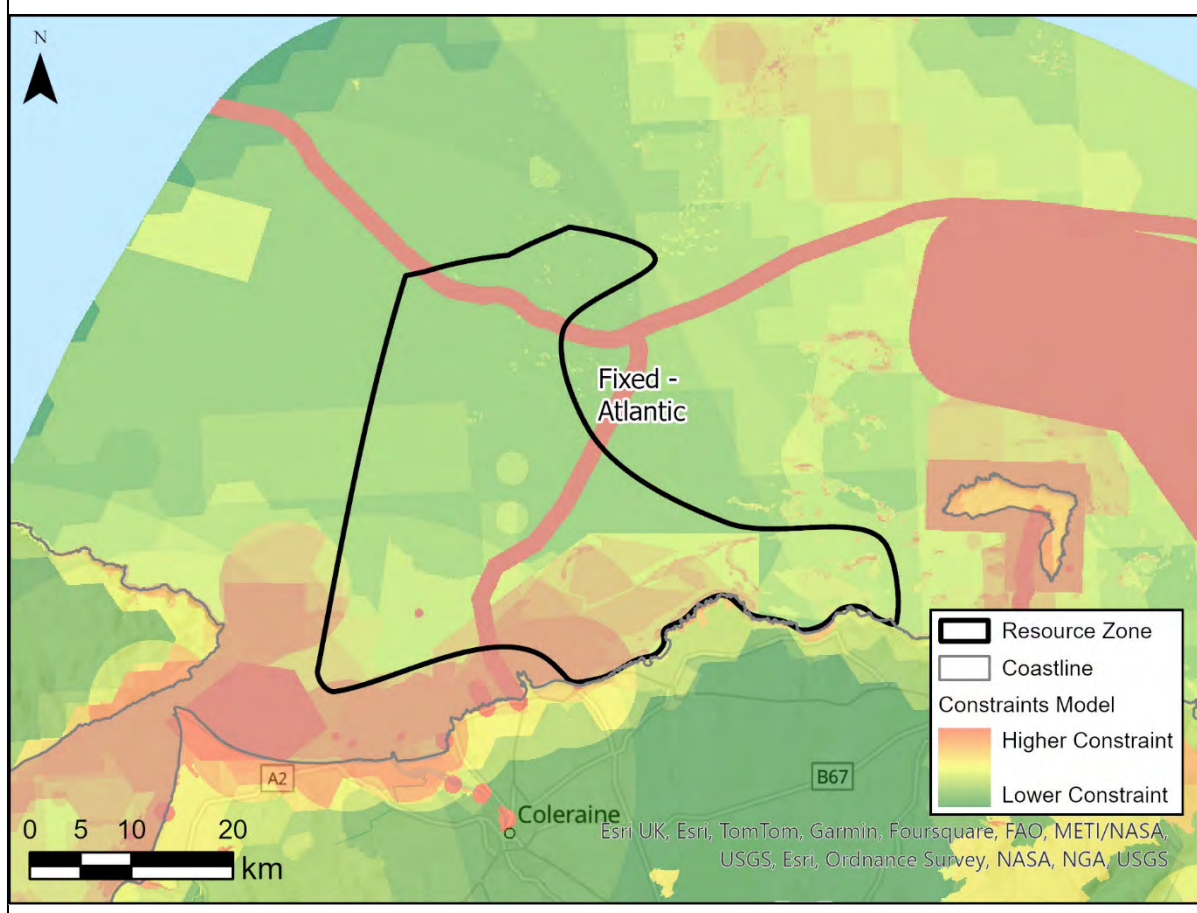 N
Fixed -
Atlantic
Resource Zone
Coastline
Constraints Model
Higher Constraint
Lower Constraint
A2
B67
Coleraine
0 5 10 20
km
Esri UK, Esri, TomTom, Garmin, Foursquare, FAO, METI/NASA,
USGS, Esri, Ordnance Survey, NASA, NGA, USGS